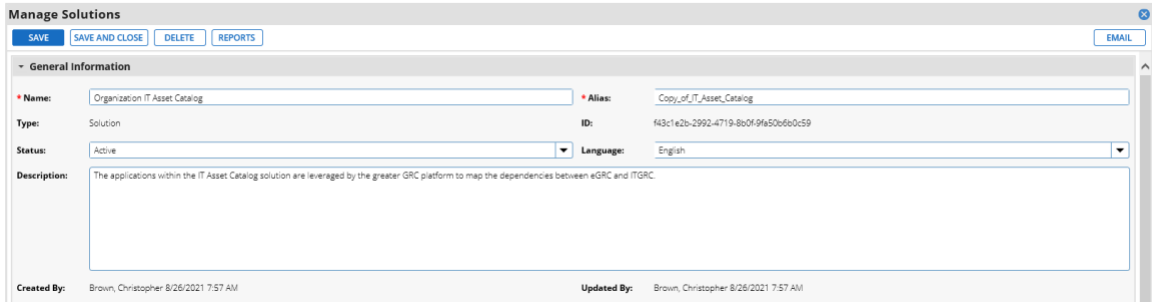 Manage Solutions
SAVE SAVE AND CLOSE DELETE REPORTS EMAIL
General Information
* Name: Organization IT Asset Catalog * Alias: Copy_of_IT_Asset_Catalog
Type: Solution ID: f43c1e2b-2992-4719-8b0f-9fa50b6b0c59
Status: Active Language: English
Description: The applications within the IT Asset Catalog solution are leveraged by the greater GRC platform to map the dependencies between eGRC and ITGRC.
Created By: Brown, Christopher 8/26/2021 7:57 AM Updated By: Brown, Christopher 8/26/2021 7:57 AM